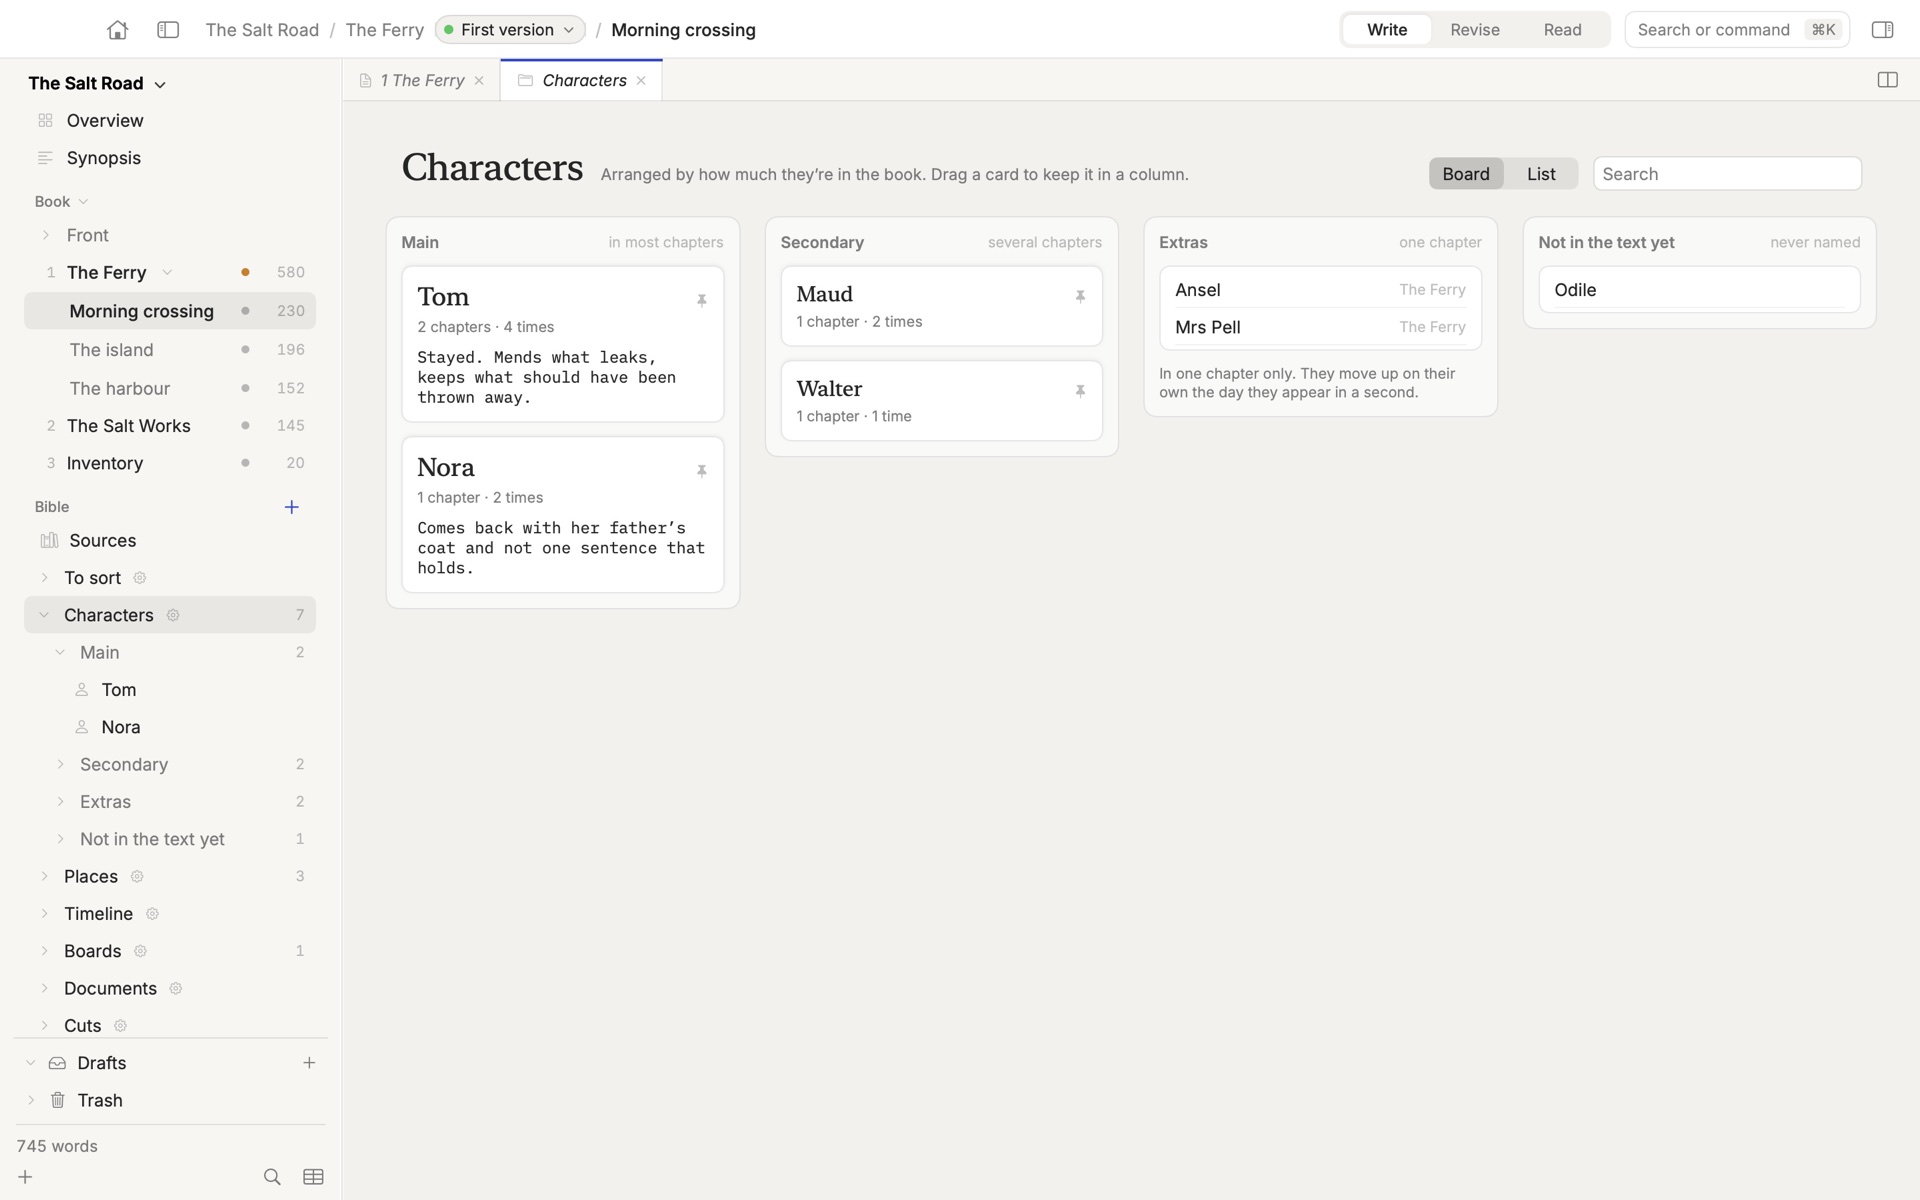 The Salt Road / The Ferry First version / Morning crossing
Write Revise Read
Search or command ⌘K
The Salt Road
Overview
Synopsis
Book
Front
1 The Ferry 580
Morning crossing 230
The island 196
The harbour 152
2 The Salt Works 145
3 Inventory 20
Bible
Sources
To sort
Characters 7
Main 2
Tom
Nora
Secondary 2
Extras 2
Not in the text yet 1
Places 3
Timeline
Boards 1
Documents
Cuts
Drafts
Trash
745 words
1 The Ferry
Characters
Characters
Arranged by how much they’re in the book. Drag a card to keep it in a column.
Board List
Search
Main in most chapters
Tom
2 chapters · 4 times
Stayed. Mends what leaks,
keeps what should have been
thrown away.
Nora
1 chapter · 2 times
Comes back with her father’s
coat and not one sentence that
holds.
Secondary several chapters
Maud
1 chapter · 2 times
Walter
1 chapter · 1 time
Extras one chapter
Ansel The Ferry
Mrs Pell The Ferry
In one chapter only. They move up on their
own the day they appear in a second.
Not in the text yet never named
Odile